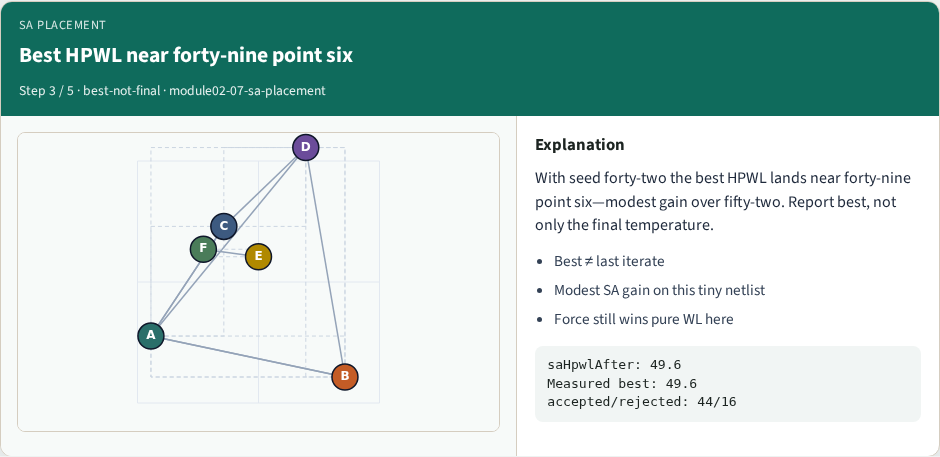 SA PLACEMENT
Best HPWL near forty-nine point six
Step 3 / 5 · best-not-final · module02-07-sa-placement
D
C
F
E
A
B
Explanation
With seed forty-two the best HPWL lands near forty-nine
point six—modest gain over fifty-two. Report best, not
only the final temperature.
• Best ≠ last iterate
• Modest SA gain on this tiny netlist
• Force still wins pure WL here
saHpwlAfter: 49.6
Measured best: 49.6
accepted/rejected: 44/16